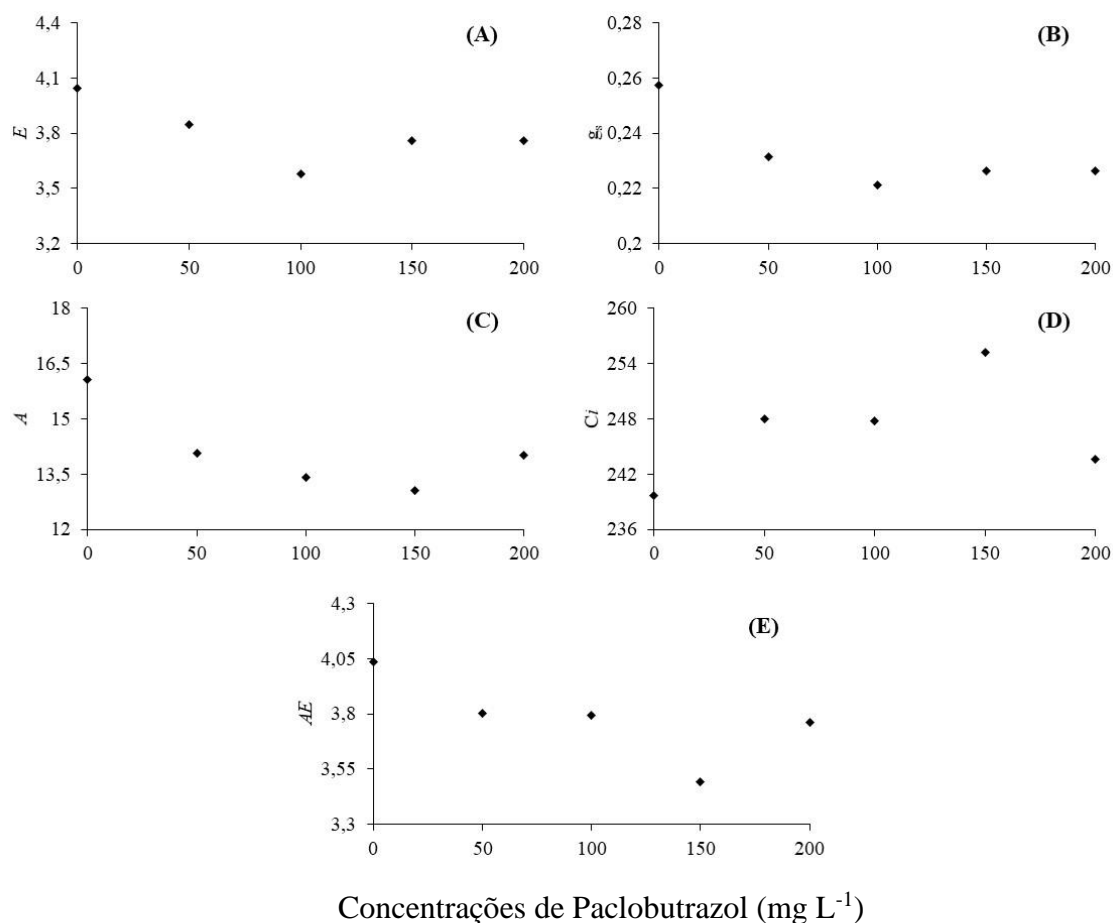 4,4
4,1
3,8
3,5
3,2
E
(A)
0 50 100 150 200
0,28
0,26
0,24
0,22
0,2
gs
(B)
0 50 100 150 200
18
16,5
15
13,5
12
A
(C)
0 50 100 150 200
260
254
248
242
236
Ci
(D)
0 50 100 150 200
4,3
4,05
3,8
3,55
3,3
AE
(E)
0 50 100 150 200
Concentrações de Paclobutrazol (mg L-1)